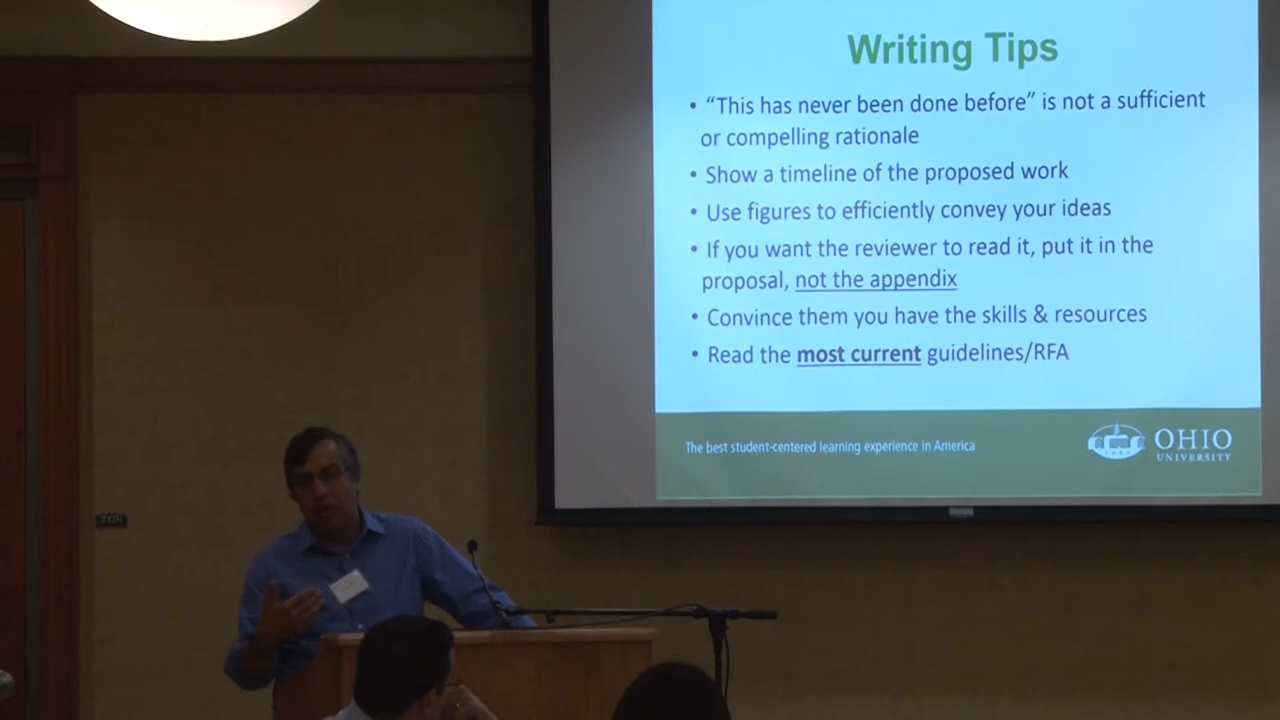 Writing Tips
• “This has never been done before” is not a sufficient
or compelling rationale
• Show a timeline of the proposed work
• Use figures to efficiently convey your ideas
• If you want the reviewer to read it, put it in the
proposal, not the appendix
• Convince them you have the skills & resources
• Read the most current guidelines/RFA
The best student-centered learning experience in America
OHIO
UNIVERSITY